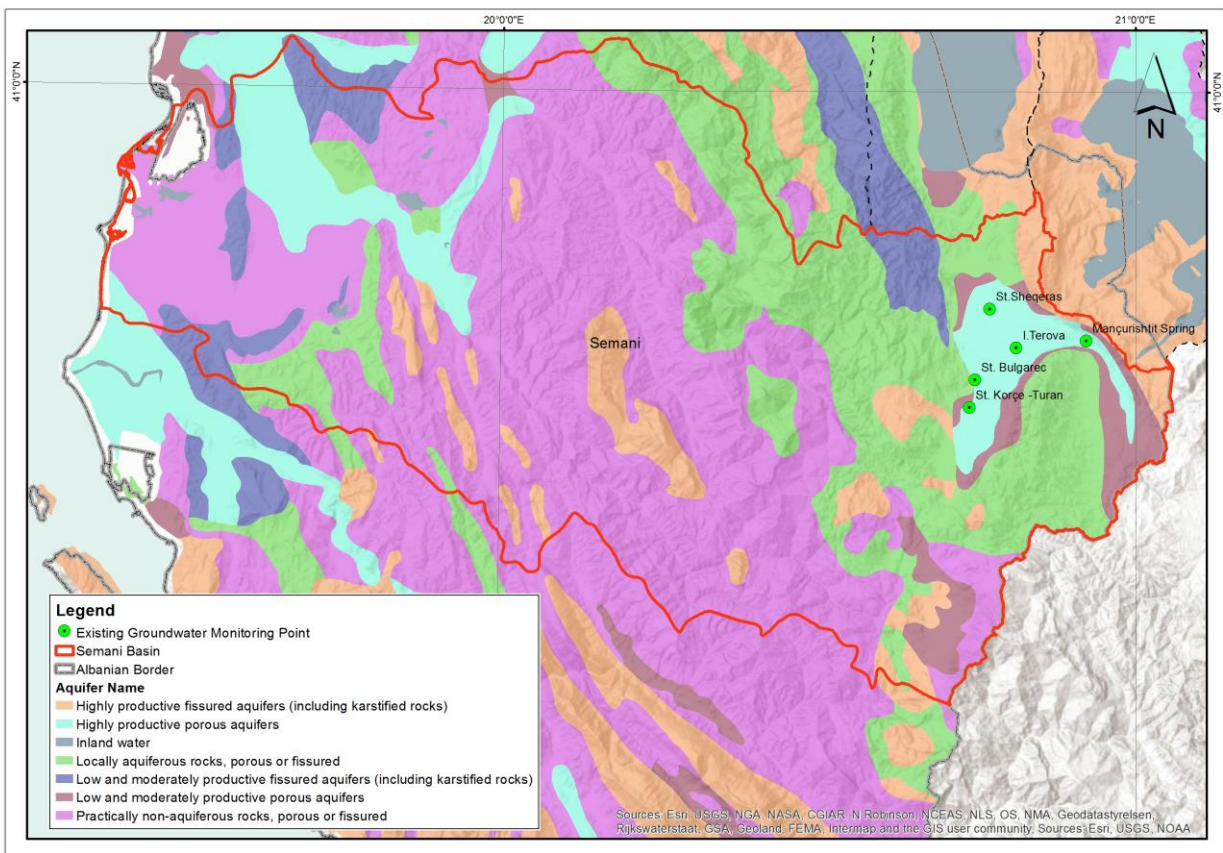 20°0'0"E
21°0'0"E
41°0'0"N
41°0'0"N
N
St.Sheqeras
I.Terova
Mançurishtit Spring
Semani
St. Bulgarec
St. Korçe -Turan
Legend
Existing Groundwater Monitoring Point
Semani Basin
Albanian Border
Aquifer Name
Highly productive fissured aquifers (including karstified rocks)
Highly productive porous aquifers
Inland water
Locally aquiferous rocks, porous or fissured
Low and moderately productive fissured aquifers (including karstified rocks)
Low and moderately productive porous aquifers
Practically non-aquiferous rocks, porous or fissured
Sources: Esri, USGS, NGA, NASA, CGIAR, N Robinson, NCEAS, NLS, OS, NMA, Geodatastyrelsen,
Rijkswaterstaat, GSA, Geoland, FEMA, Intermap and the GIS user community, Sources: Esri, USGS, NOAA